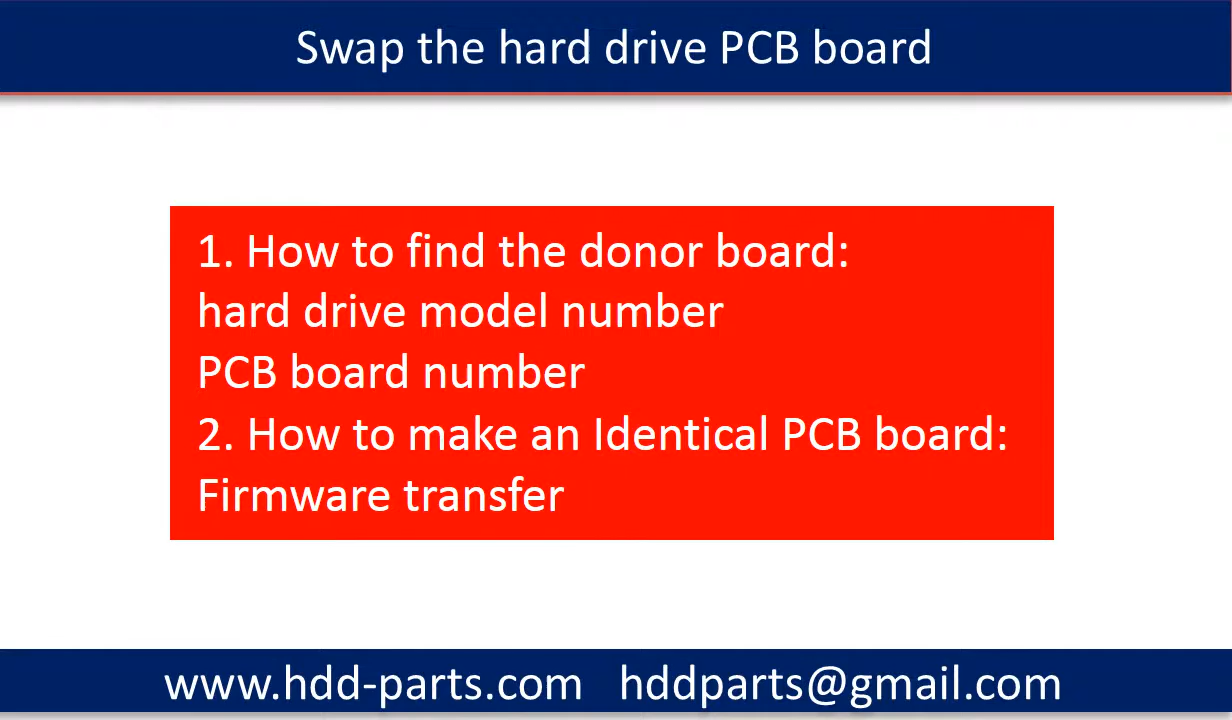 Swap the hard drive PCB board
1. How to find the donor board:
hard drive model number
PCB board number
2. How to make an Identical PCB board:
Firmware transfer
www.hdd-parts.com hddparts@gmail.com